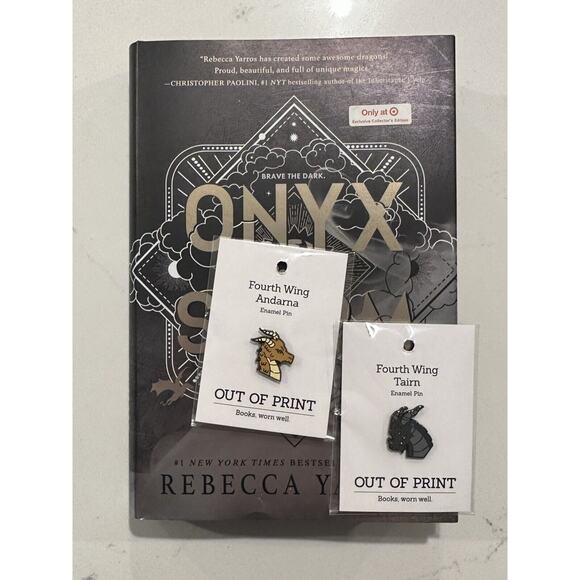 "Rebecca Yarros has created some awesome dragons!
Proud, beautiful, and full of unique magics."
—CHRISTOPHER PAOLINI, #1 NYT bestselling author of the Inheritance Cycle
Only at
Exclusive Collector's Edition
BRAVE THE DARK.
ONYX
Fourth Wing
Andarna
Enamel Pin
OUT OF PRINT
Books, worn well.
Fourth Wing
Tairn
Enamel Pin
OUT OF PRINT
Books, worn well.
#1 NEW YORK TIMES
REBECCA